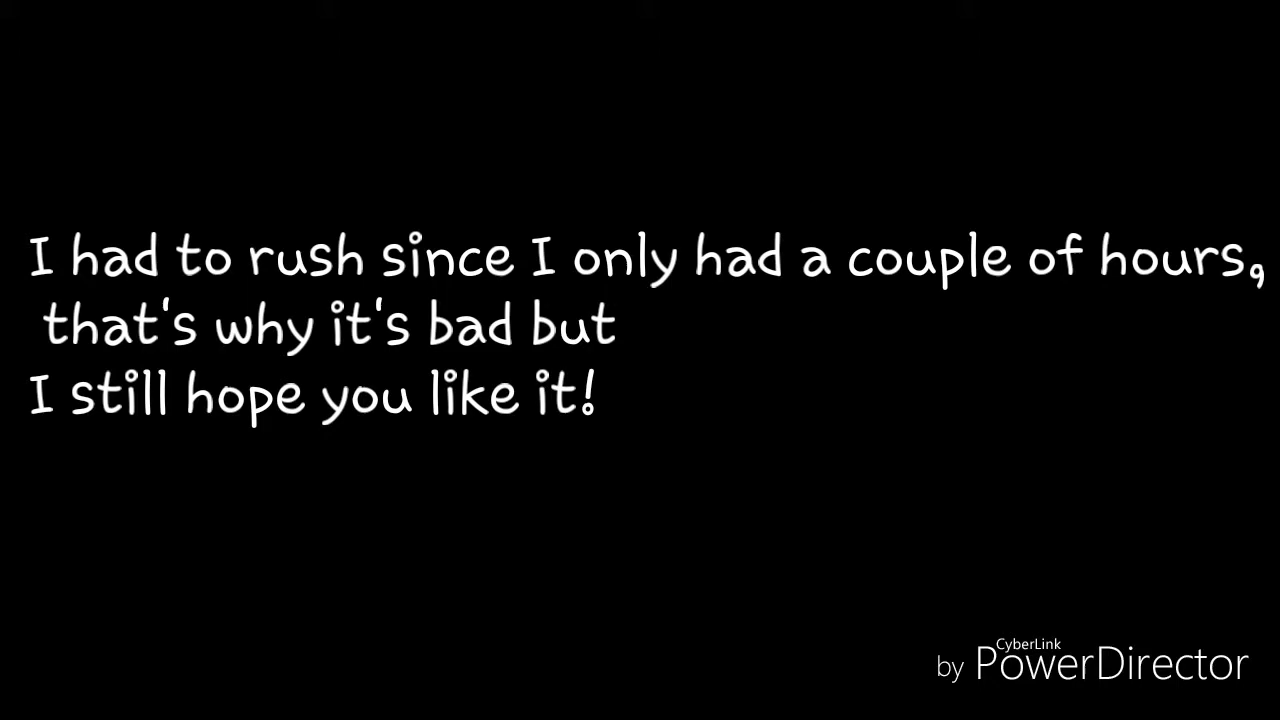 I had to rush since I only had a couple of hours,
that's why it's bad but
I still hope you like it!
CyberLink
by PowerDirector